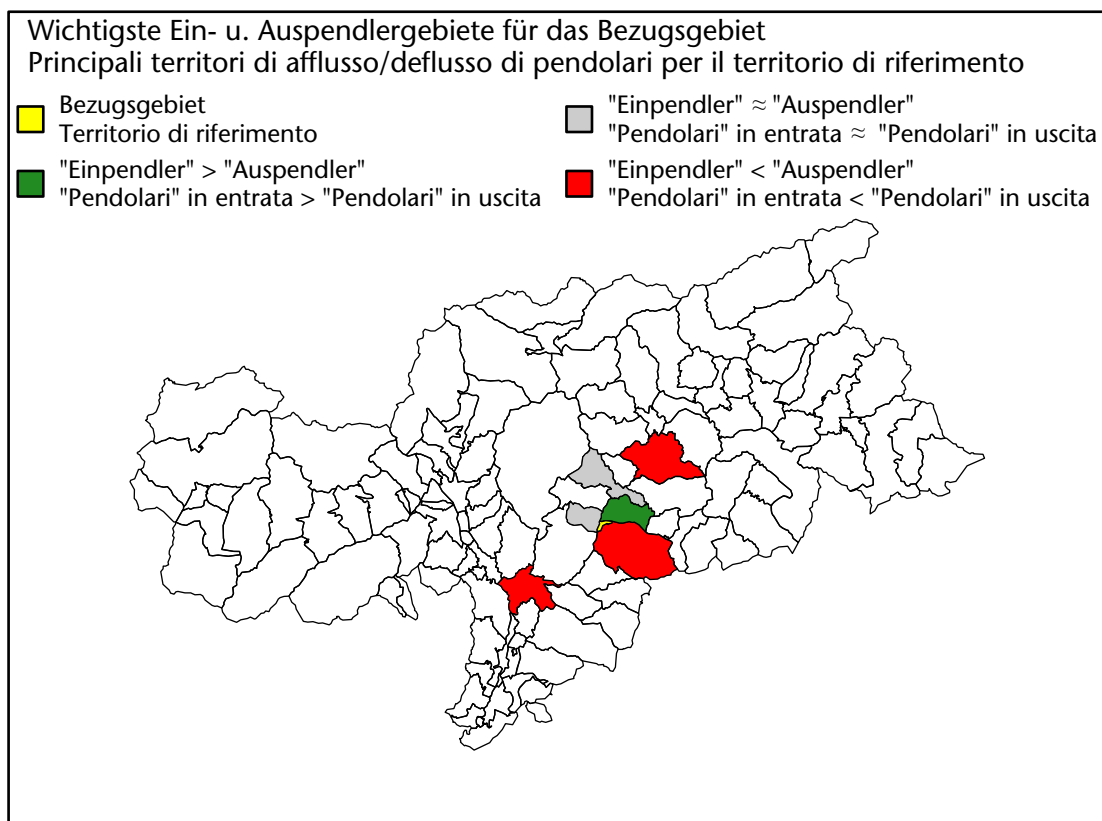 Wichtigste Ein- u. Auspendlergebiete für das Bezugsgebiet
Principali territori di afflusso/deflusso di pendolari per il territorio di riferimento
Bezugsgebiet
Territorio di riferimento
"Einpendler" > "Auspendler"
"Pendolari" in entrata > "Pendolari" in uscita
"Einpendler" ≈ "Auspendler"
"Pendolari" in entrata ≈ "Pendolari" in uscita
"Einpendler" < "Auspendler"
"Pendolari" in entrata < "Pendolari" in uscita